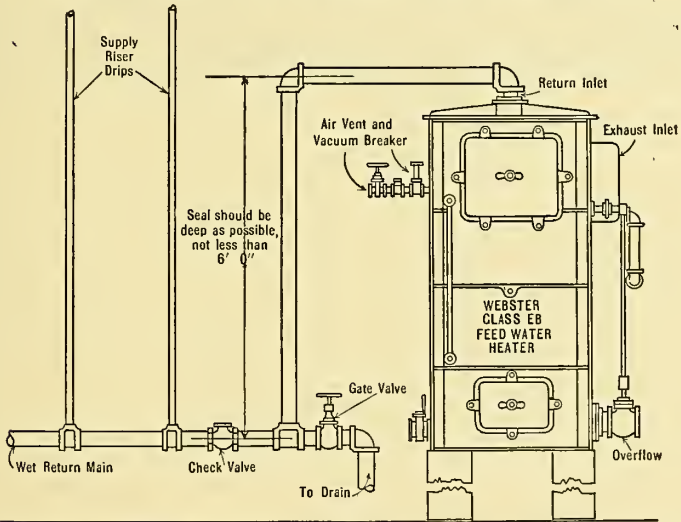 Supply
Riser
Drips
Return Inlet
Air Vent and
Vacuum Breaker
Exhaust Inlet
Seal should be
deep as possible,
not less than
6' 0"
WEBSTER
CLASS EB
FEED WATER
HEATER
Gate Valve
Wet Return Main
Check Valve
Overflow
To Drain